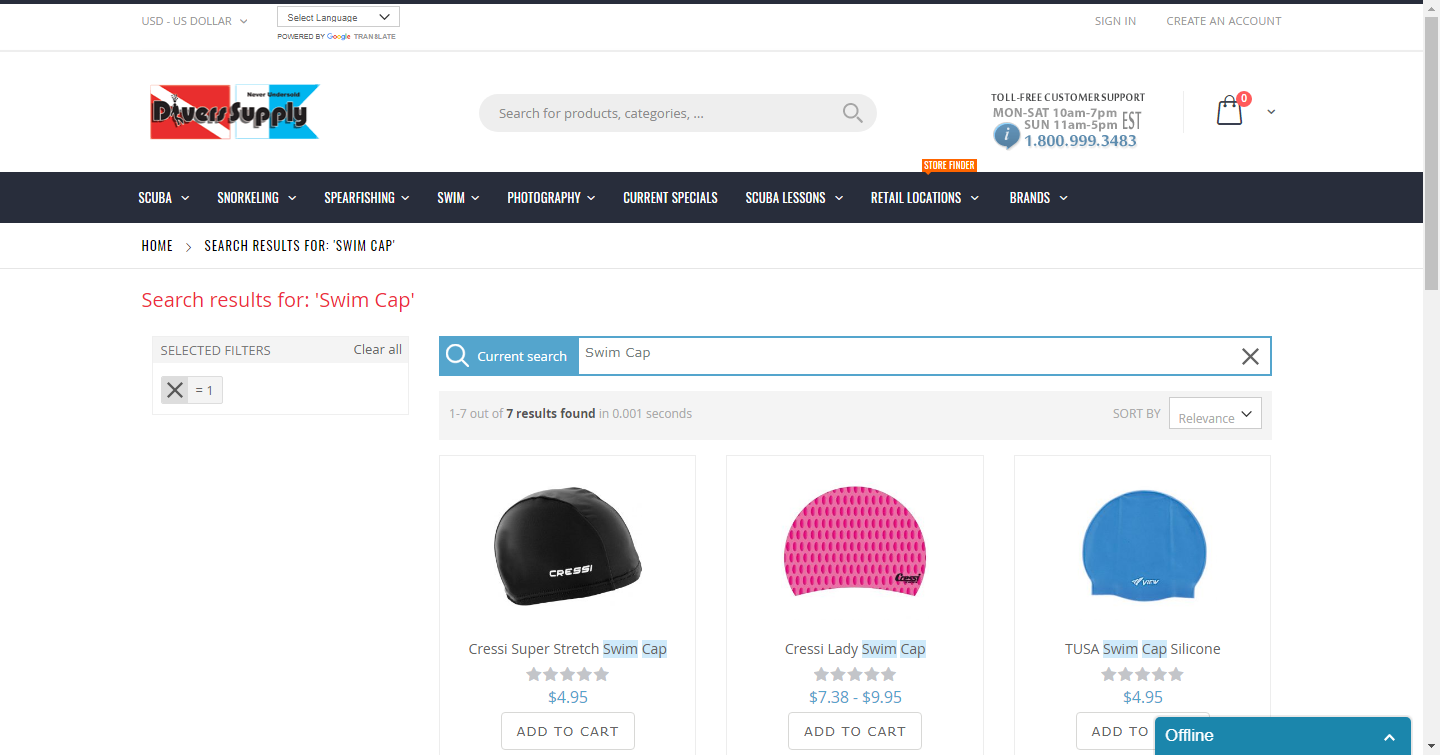 USD - US DOLLAR
Select Language
POWERED BY Google TRANSLATE
SIGN IN
CREATE AN ACCOUNT
Never Undersold
Divers Supply
Search for products, categories, ...
TOLL-FREE CUSTOMER SUPPORT
MON-SAT 10am-7pm
SUN 11am-5pm EST
i 1.800.999.3483
0
STORE FINDER
SCUBA
SNORKELING
SPEARFISHING
SWIM
PHOTOGRAPHY
CURRENT SPECIALS
SCUBA LESSONS
RETAIL LOCATIONS
BRANDS
HOME > SEARCH RESULTS FOR: 'SWIM CAP'
Search results for: 'Swim Cap'
SELECTED FILTERS
Clear all
= 1
Current search
Swim Cap
1-7 out of 7 results found in 0.001 seconds
SORT BY
Relevance
CRESSI
Cressi
VIEW
Cressi Super Stretch Swim Cap
$4.95
ADD TO CART
Cressi Lady Swim Cap
$7.38 - $9.95
ADD TO CART
TUSA Swim Cap Silicone
$4.95
ADD TO
Offline